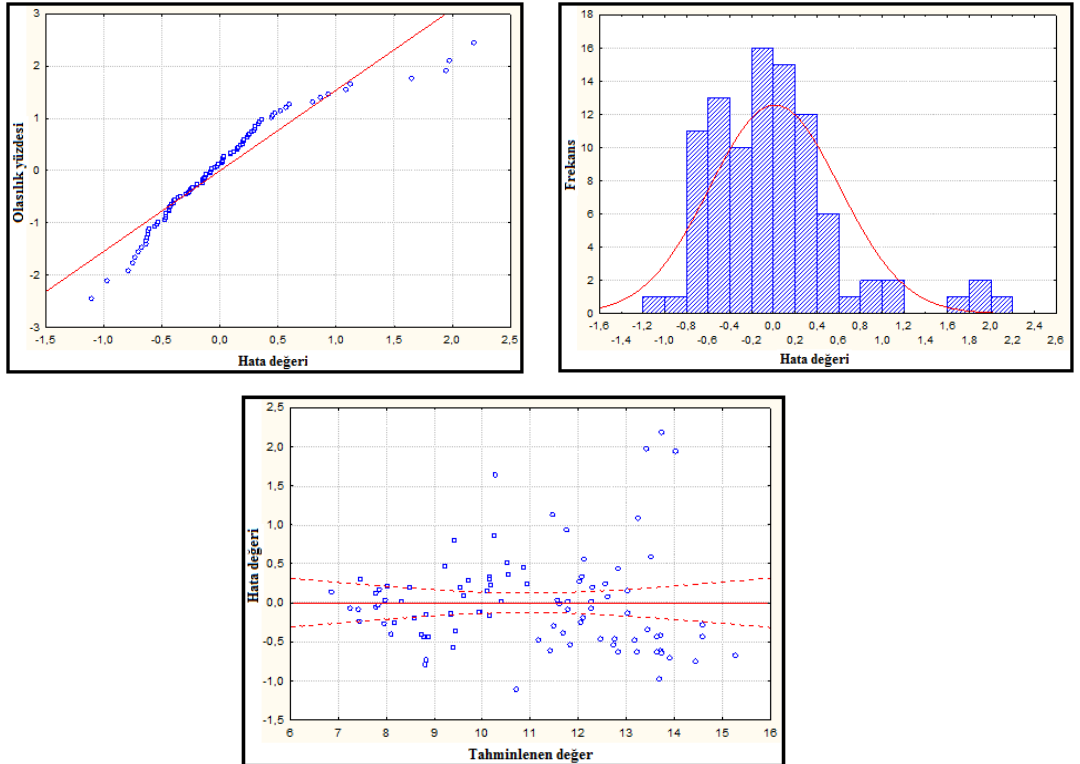 Olasılık yüzdesi
3
2
1
0
-1
-2
-3
-1,5 -1,0 -0,5 0,0 0,5 1,0 1,5 2,0 2,5
Hata değeri
Frekans
18
16
14
12
10
8
6
4
2
0
-1,6 -1,2 -0,8 -0,4 0,0 0,4 0,8 1,2 1,6 2,0 2,6
-1,4 -1,0 -0,6 -0,2 0,2 0,6 1,0 1,4 1,8 2,2
Hata değeri
Hata değeri
2,5
2,0
1,5
1,0
0,5
0,0
-0,5
-1,0
-1,5
6 7 8 9 10 11 12 13 14 15 16
Tahminlenen değer